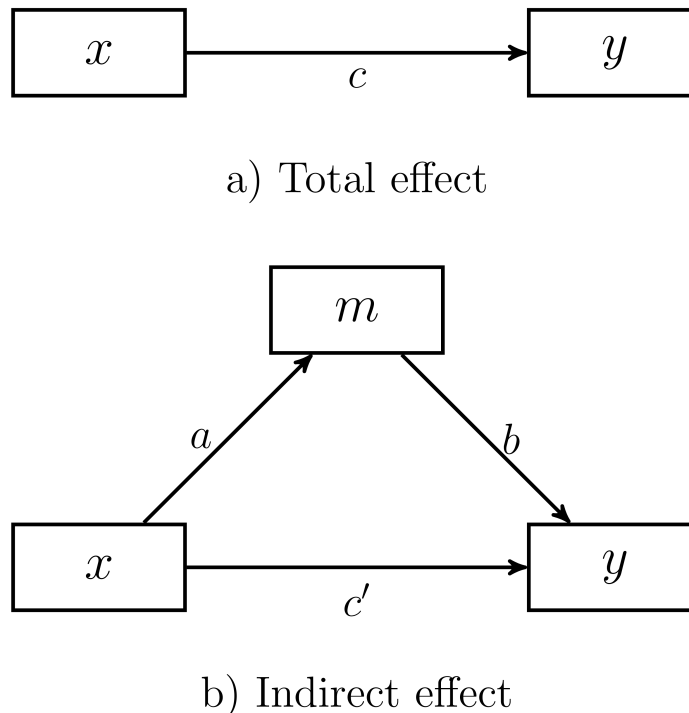 x y
c
a) Total effect
m
a b
x y
c′
b) Indirect effect